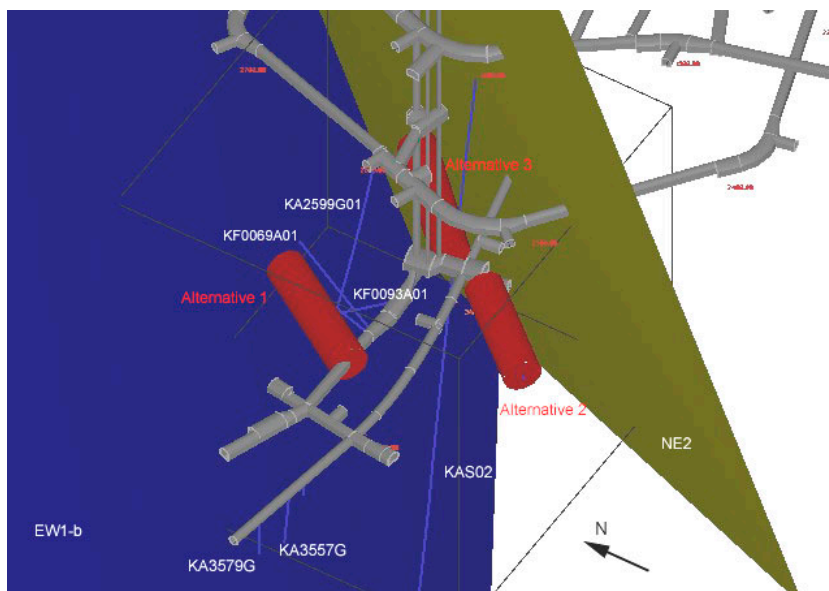 Alternative 3
KA2599G01
KF0069A01
Alternative 1
KF0093A01
Alternative 2
NE2
KAS02
N
EW1-b
KA3557G
KA3579G